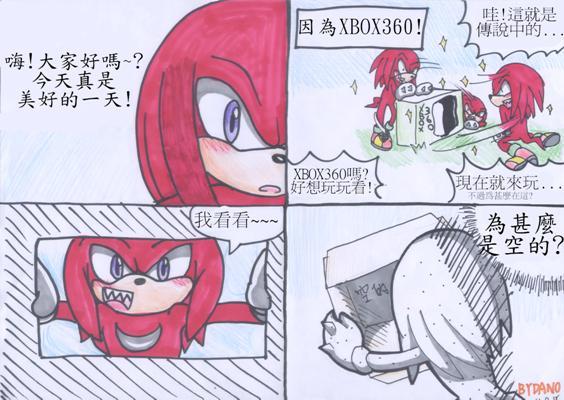 嗨!大家好嗎~?
今天真是
美好的一天!
因為XBOX360!
哇!這就是
傳說中的...
XBOX
360
XBOX360嗎?
好想玩玩看!
現在就來玩...
不過為甚麼在這?
我看看~~~
為甚麼
是空的?
空的
BYDANO